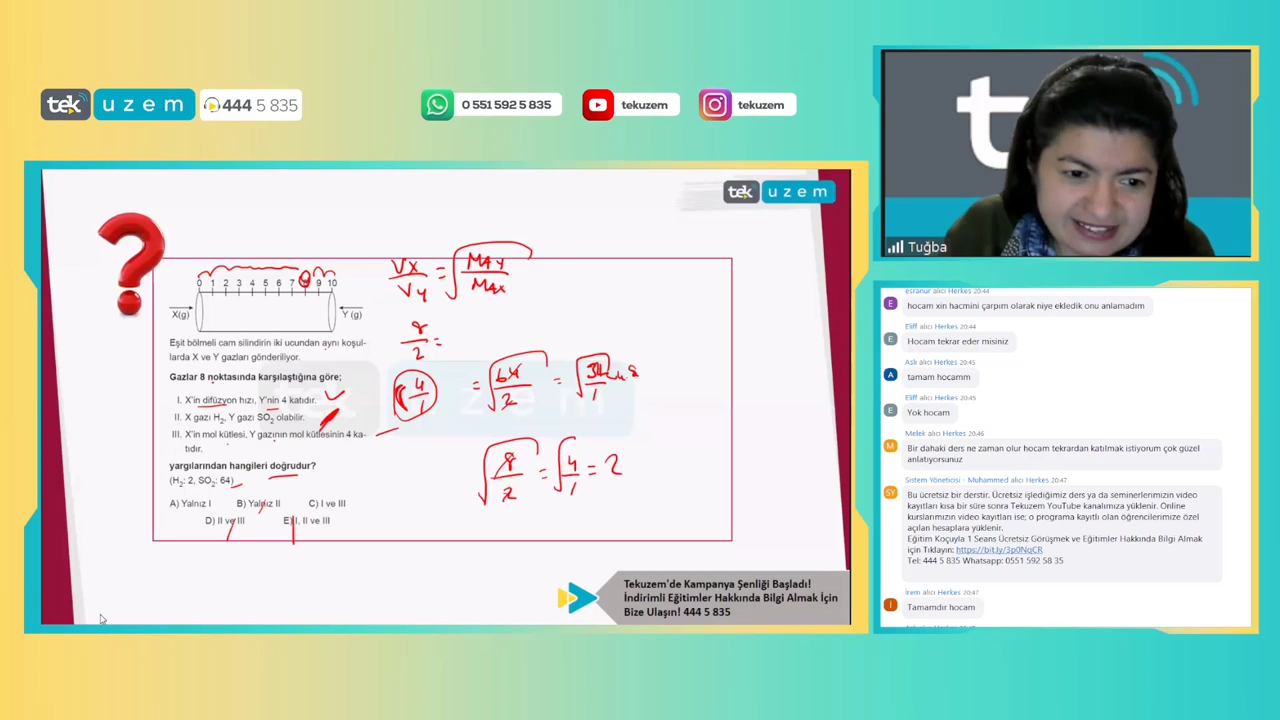 tek uzem 444 5 835
0 551 592 5 835
tekuzem
tekuzem
tek uzem
0 1 2 3 4 5 6 7 8 9 10
X(g)
Y (g)
Eşit bölmeli cam silindirin iki ucundan aynı koşul-
larda X ve Y gazları gönderiliyor.
Gazlar 8 noktasında karşılaştığına göre;
I. X'in difüzyon hızı, Y'nin 4 katıdır.
II. X gazı H2, Y gazı SO2 olabilir.
III. X'in mol kütlesi, Y gazının mol kütlesinin 4 ka-
tıdır.
yargılarından hangileri doğrudur?
(H2: 2, SO2: 64)
A) Yalnız I B) Yalnız II C) I ve III
D) II ve III E) I, II ve III
VX / VY = √ MAY / MAX
8 / 2 =
4 / 1
= √ 64 / 2 = √
√ 8 / 2 = √ 4 / 1 = 2
Tekuzem'de Kampanya Şenliği Başladı!
İndirimli Eğitimler Hakkında Bilgi Almak İçin
Bize Ulaşın! 444 5 835
Tuğba
esranur alıcı Herkes 20:44
E
hocam xin hacmini çarpım olarak niye ekledik onu anlamadım
Eliff alıcı Herkes 20:44
E
Hocam tekrar eder misiniz
Aslı alıcı Herkes 20:45
A
tamam hocamm
Eliff alıcı Herkes 20:45
E
Yok hocam
Melek alıcı Herkes 20:46
M
Bir dahaki ders ne zaman olur hocam tekrardan katılmak istiyorum çok güzel
anlatıyorsunuz
Sistem Yöneticisi - Muhammed alıcı Herkes 20:47
SY
Bu ücretsiz bir derstir. Ücretsiz işlediğimiz ders ya da seminerlerimizin video
kayıtları kısa bir süre sonra Tekuzem YouTube kanalımıza yüklenir. Online
kurslarımızın video kayıtları ise; o programa kayıtlı olan öğrencilerimize özel
açılan hesaplara yüklenir.
Eğitim Koçuyla 1 Seans Ücretsiz Görüşmek ve Eğitimler Hakkında Bilgi Almak
için Tıklayın; https://bit.ly/3p0NqCR
Tel: 444 5 835 Whatsapp: 0551 592 58 35
İrem alıcı Herkes 20:47
İ
Tamamdır hocam